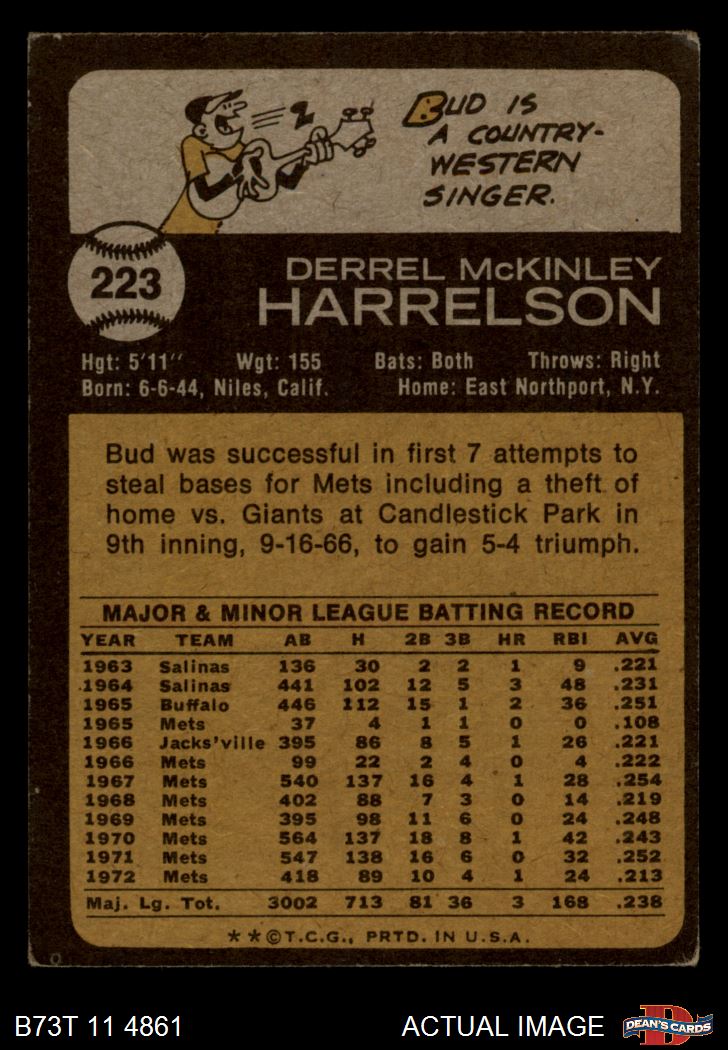 BUD IS
A COUNTRY-
WESTERN
SINGER.
223
DERREL McKINLEY
HARRELSON
Hgt: 5'11" Wgt: 155 Bats: Both Throws: Right
Born: 6-6-44, Niles, Calif. Home: East Northport, N.Y.
Bud was successful in first 7 attempts to
steal bases for Mets including a theft of
home vs. Giants at Candlestick Park in
9th inning, 9-16-66, to gain 5-4 triumph.
MAJOR & MINOR LEAGUE BATTING RECORD
YEAR TEAM AB H 2B 3B HR RBI AVG
1963 Salinas 136 30 2 2 1 9 .221
1964 Salinas 441 102 12 5 3 48 .231
1965 Buffalo 446 112 15 1 2 36 .251
1965 Mets 37 4 1 1 0 0 .108
1966 Jacks'ville 395 86 8 5 1 26 .221
1966 Mets 99 22 2 4 0 4 .222
1967 Mets 540 137 16 4 1 28 .254
1968 Mets 402 88 7 3 0 14 .219
1969 Mets 395 98 11 6 0 24 .248
1970 Mets 564 137 18 8 1 42 .243
1971 Mets 547 138 16 6 0 32 .252
1972 Mets 418 89 10 4 1 24 .213
Maj. Lg. Tot. 3002 713 81 36 3 168 .238
**©T.C.G., PRTD. IN U.S.A.
B73T 11 4861 ACTUAL IMAGE DEAN'S CARDS